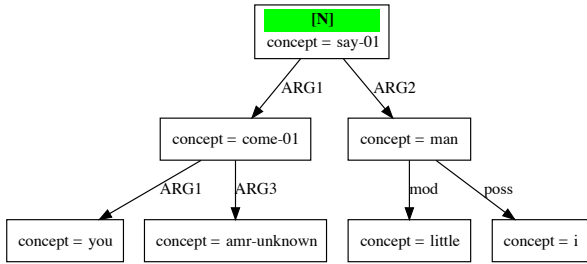 [N]
concept = say-01
ARG1
ARG2
concept = come-01
concept = man
ARG1
ARG3
mod
poss
concept = you
concept = amr-unknown
concept = little
concept = i